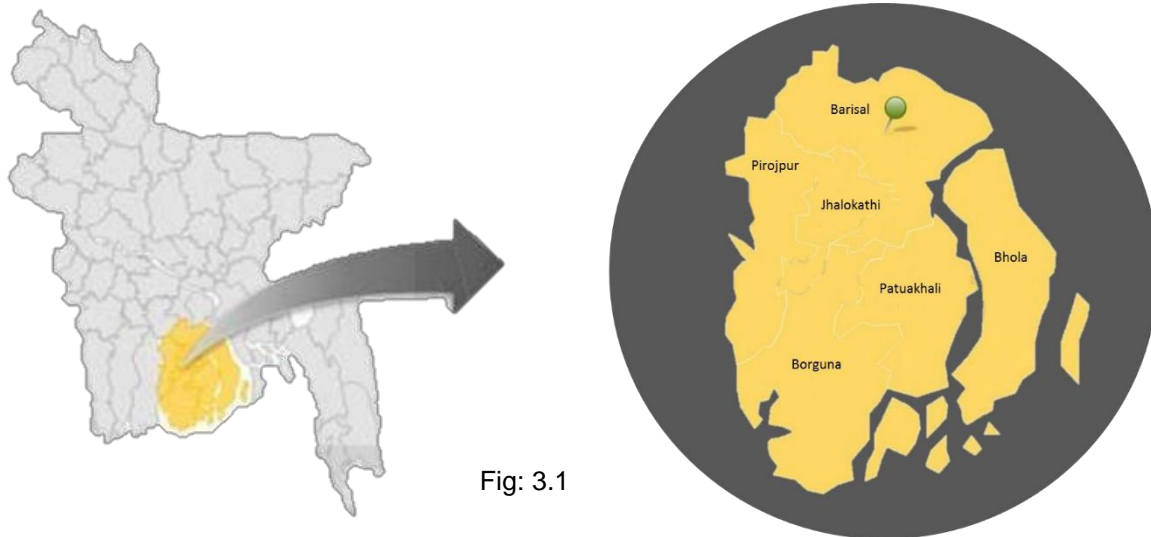 Barisal
Pirojpur
Jhalokathi
Bhola
Patuakhali
Borguna
Fig: 3.1